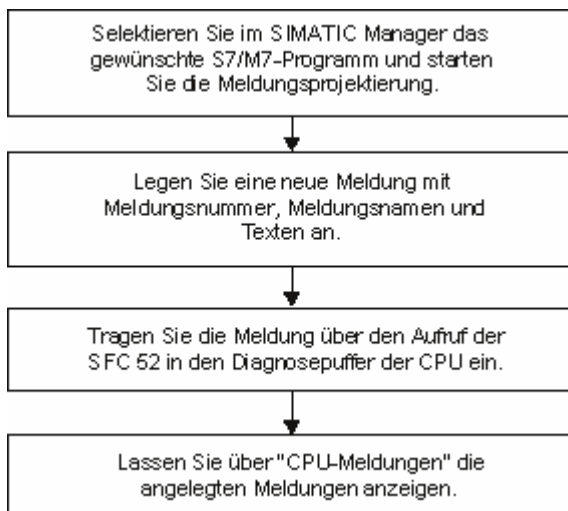 Selektieren Sie im SIMATIC Manager das
gewünschte S7/M7-Programm und starten
Sie die Meldungsprojektierung.
Legen Sie eine neue Meldung mit
Meldungsnummer, Meldungsnamen und
Texten an.
Tragen Sie die Meldung über den Aufruf der
SFC 52 in den Diagnosepuffer der CPU ein.
Lassen Sie über "CPU-Meldungen" die
angelegten Meldungen anzeigen.